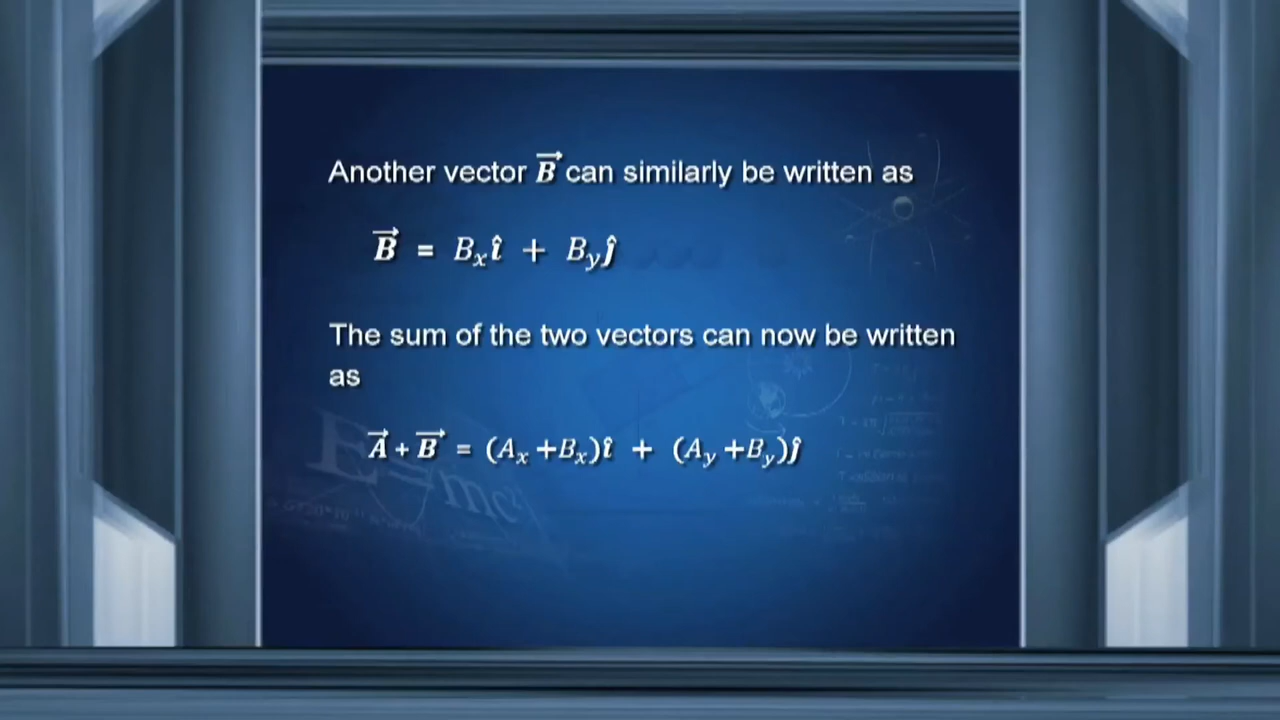 Another vector B⃗ can similarly be written as
B⃗ = Bₓî + Bᵧĵ
The sum of the two vectors can now be written
as
A⃗ + B⃗ = (Aₓ +Bₓ)î + (Aᵧ +Bᵧ)ĵ
E=mc²